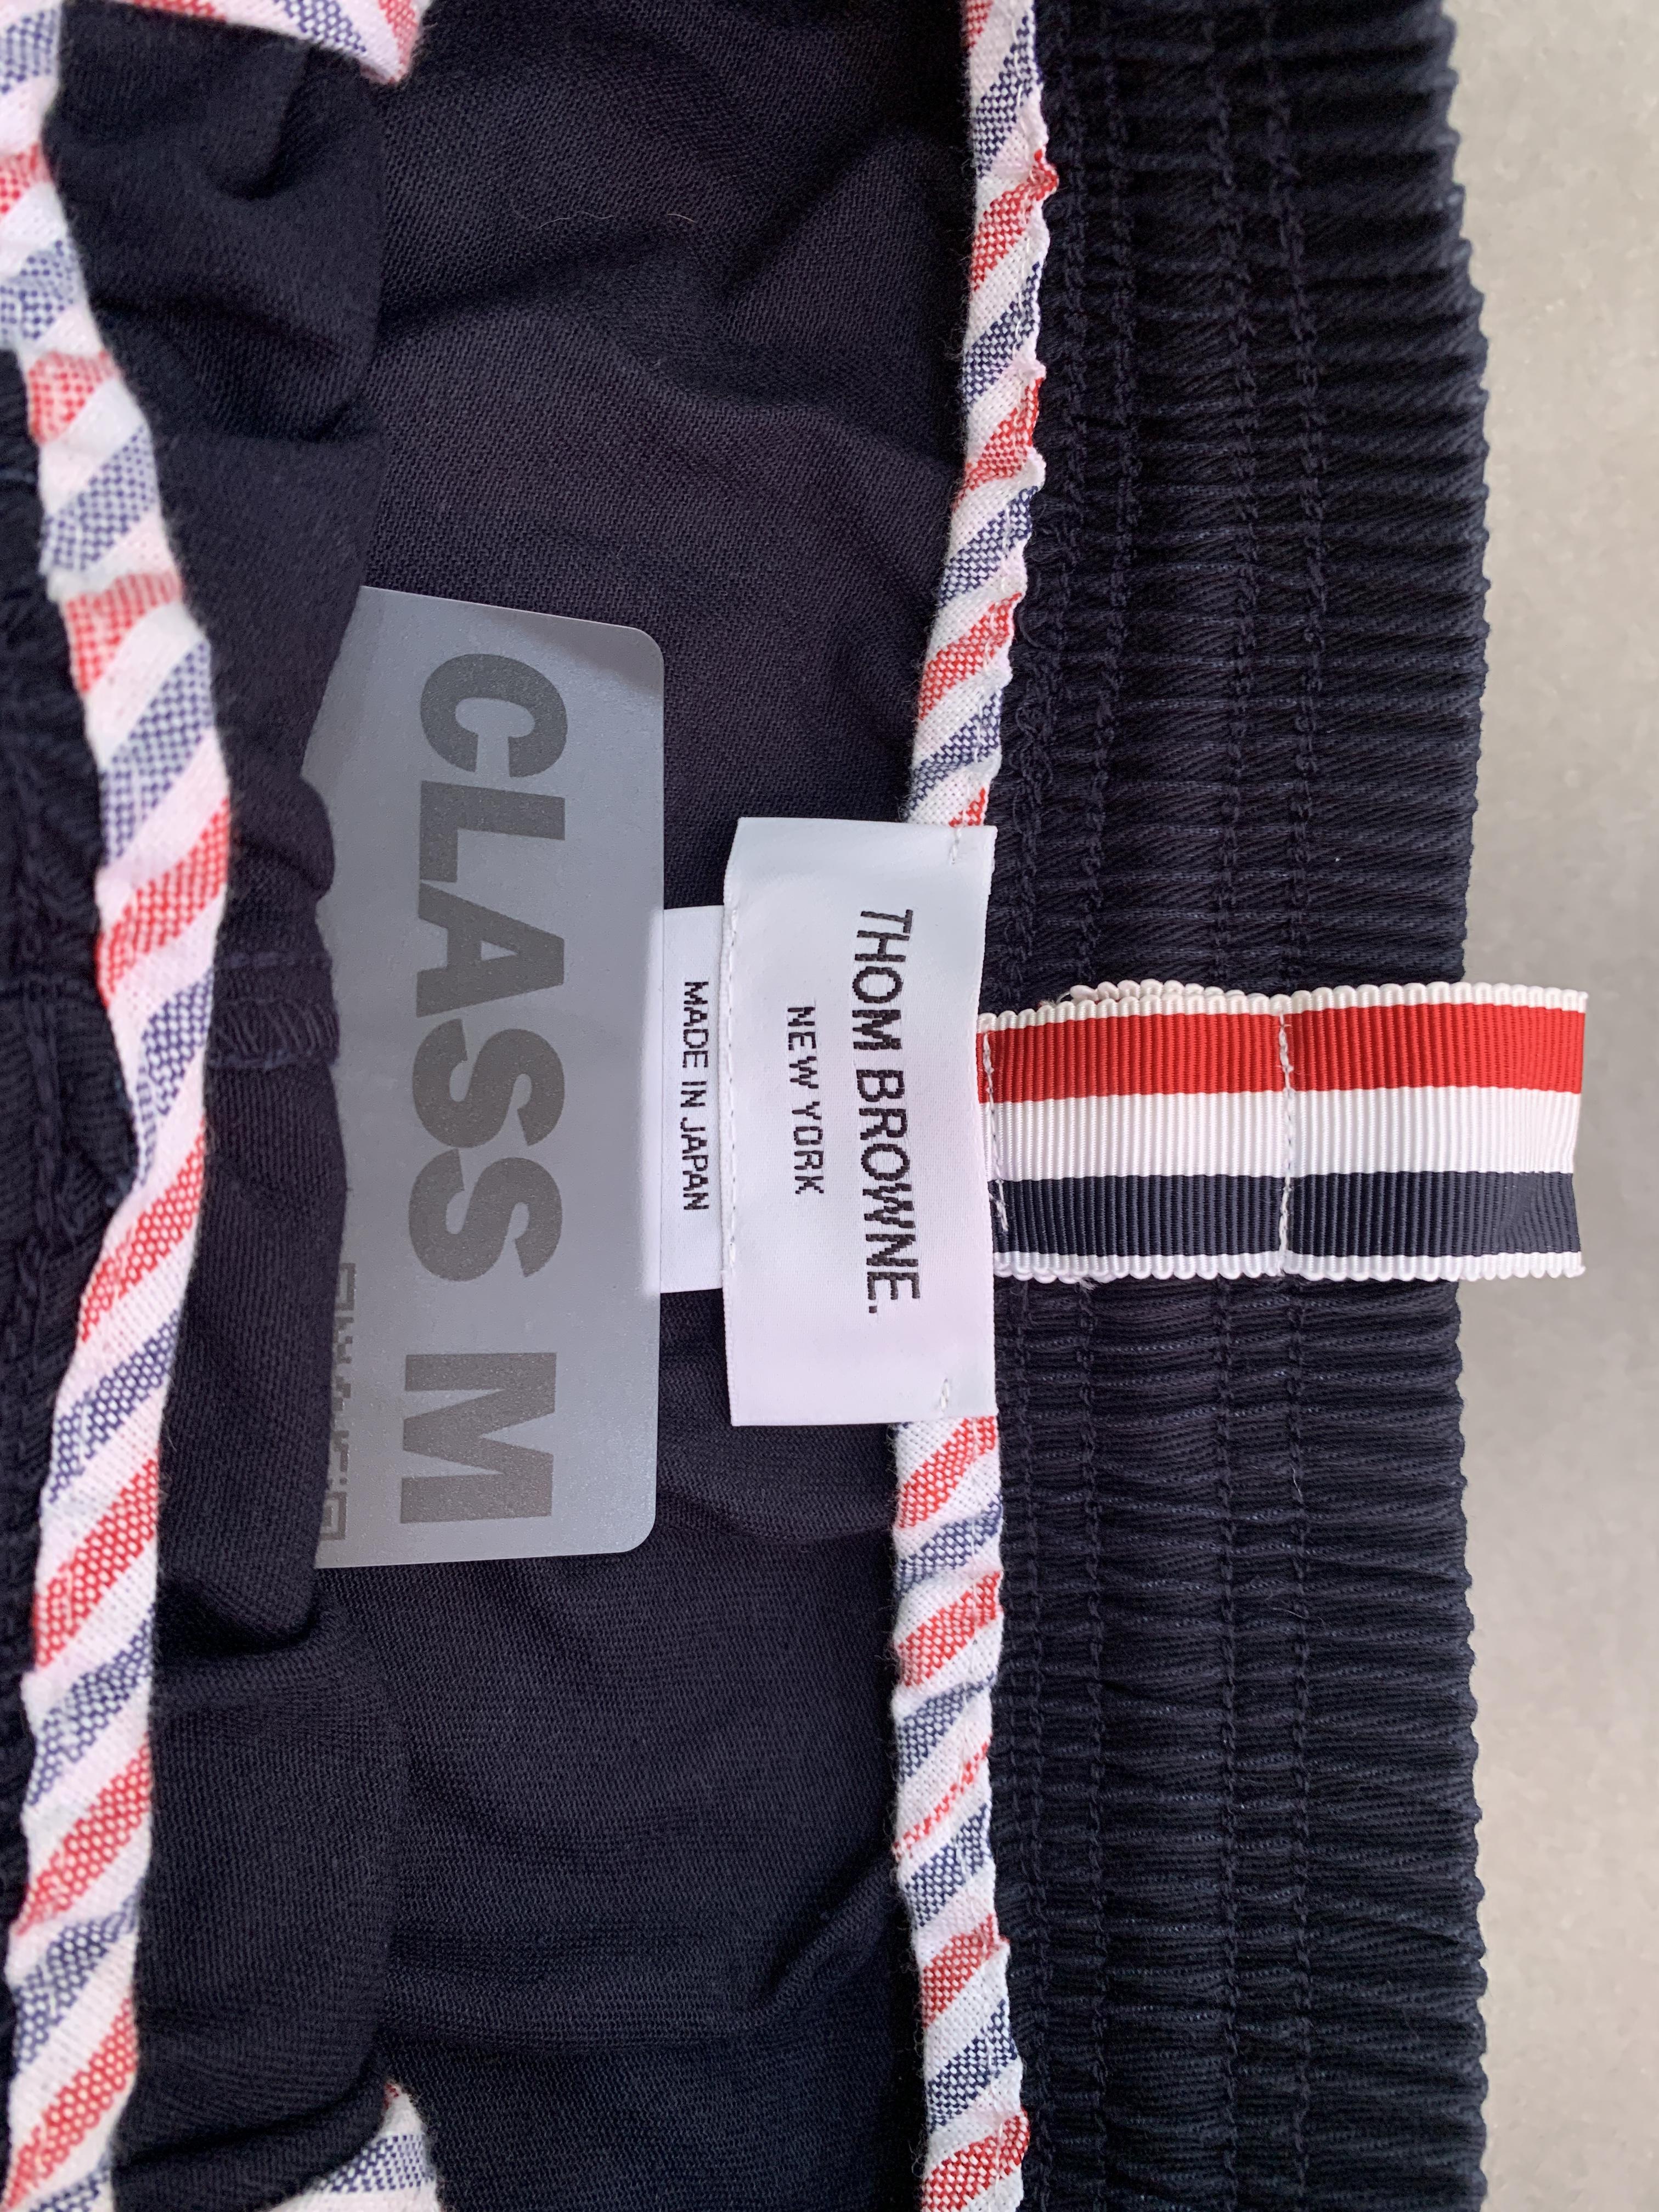 THOM BROWNE.
NEW YORK
MADE IN JAPAN
CLASS M